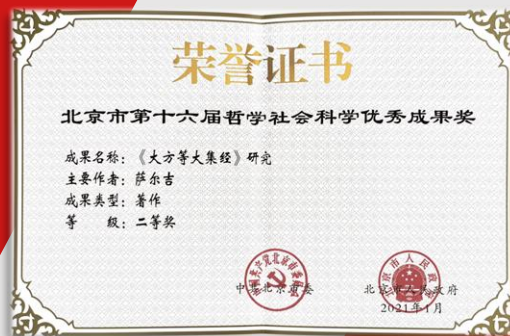 荣誉证书
北京市第十六届哲学社会科学优秀成果奖
成果名称：《大方等大集经》研究
主要作者：萨尔吉
成果类型：著作
等　　级：二等奖
中共北京市委　北京市人民政府
2021年1月